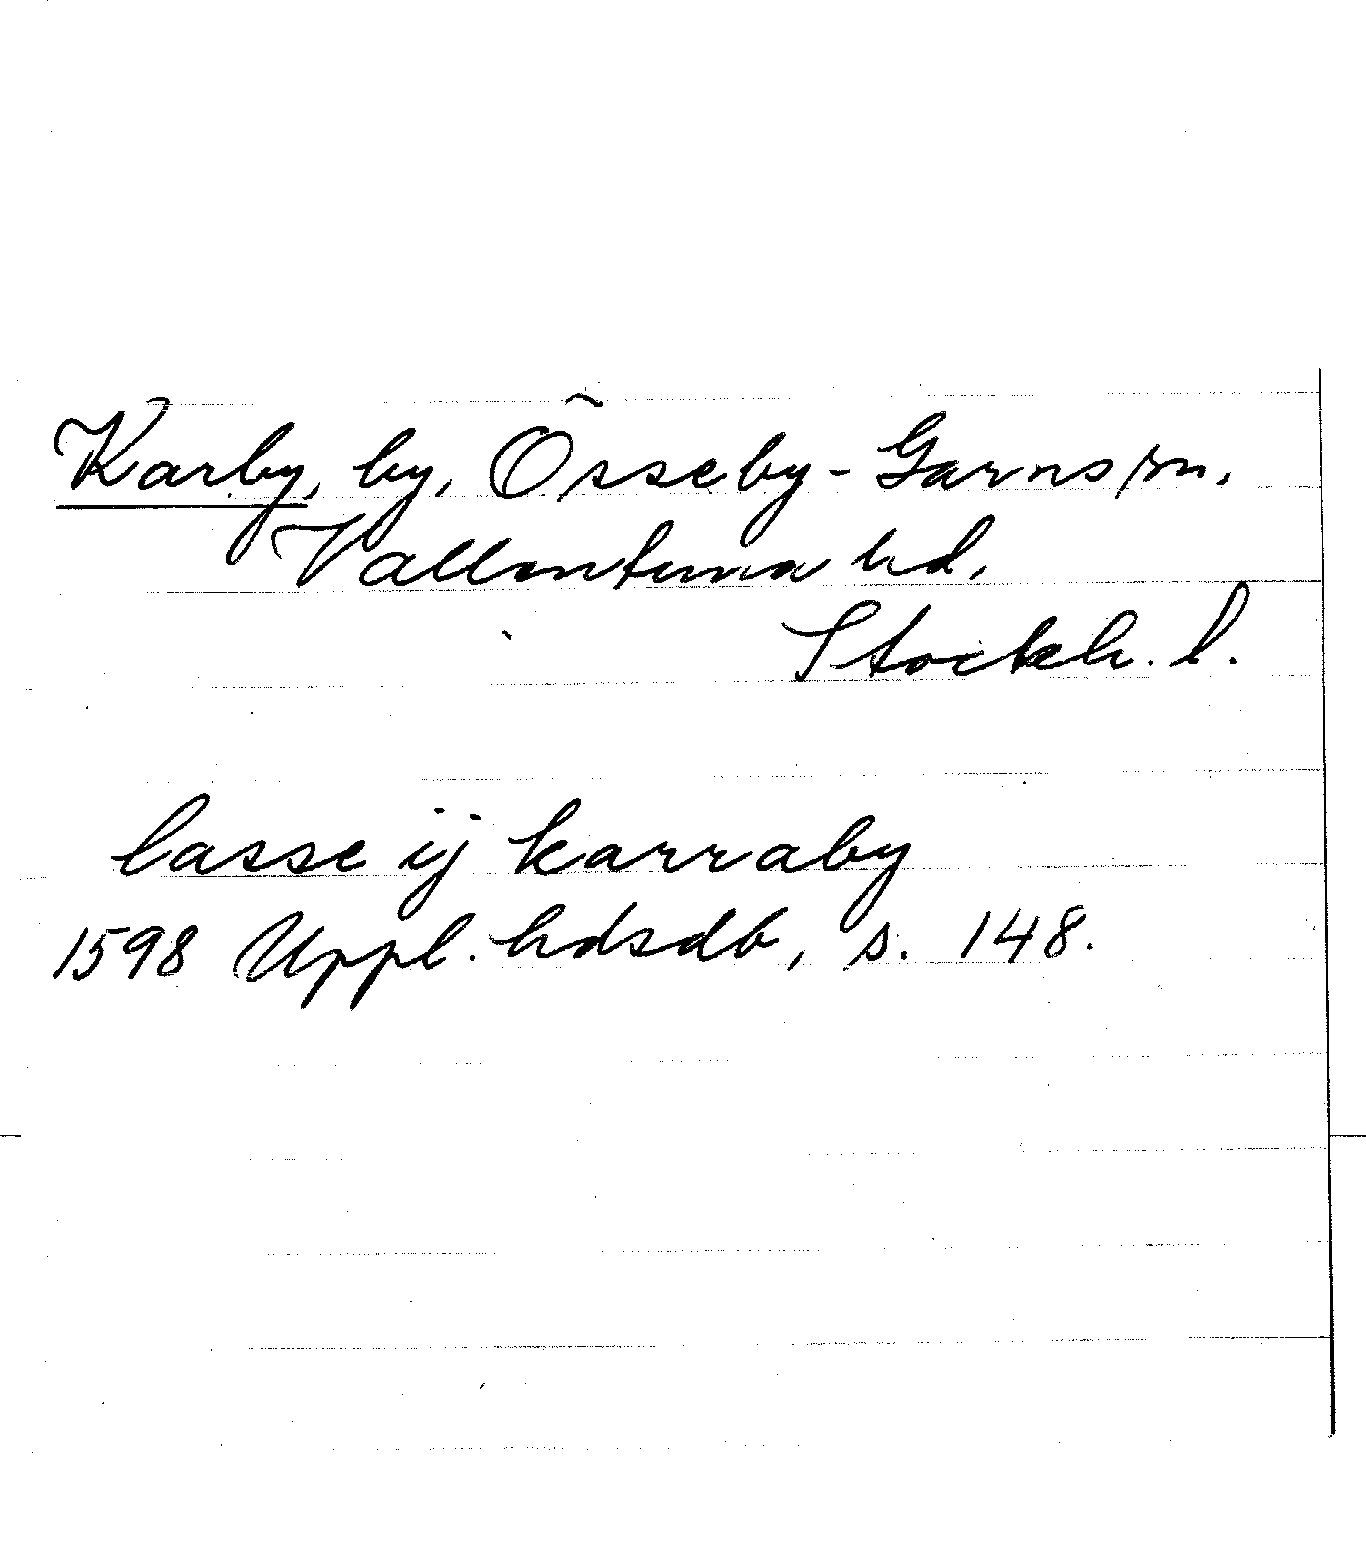 Karby, by, Össeby-Garns sn.
Vallentuna hd,
Stockh. l.
lasse ij karraby
1598 Uppl. hdsdb, s. 148.